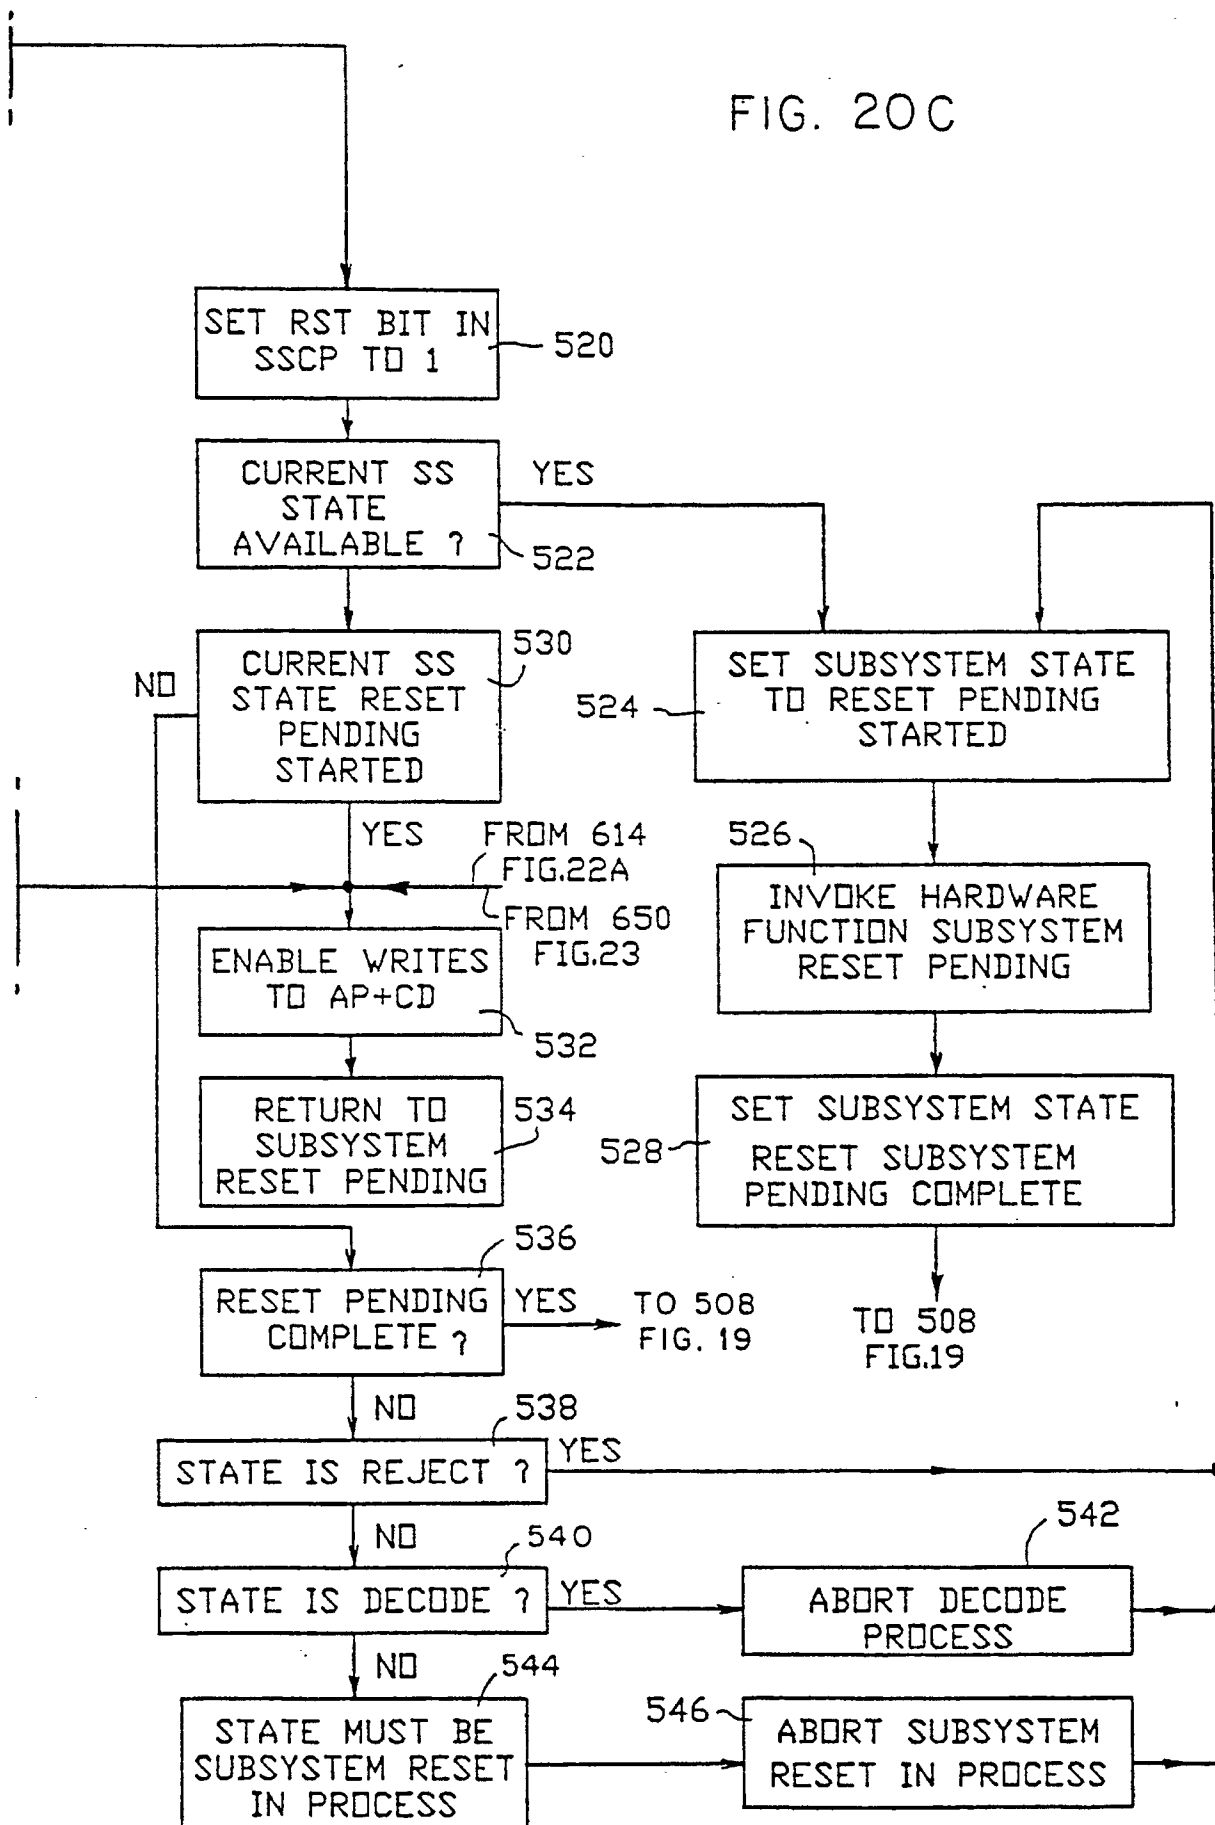 FIG. 20C
SET RST BIT IN
SSCP TO 1
520
CURRENT SS
STATE
AVAILABLE ?
YES
522
CURRENT SS
STATE RESET
PENDING
STARTED
530
NO
YES
SET SUBSYSTEM STATE
TO RESET PENDING
STARTED
524
FROM 614
FIG.22A
FROM 650
FIG.23
526
INVOKE HARDWARE
FUNCTION SUBSYSTEM
RESET PENDING
ENABLE WRITES
TO AP+CD
532
RETURN TO
SUBSYSTEM
RESET PENDING
534
SET SUBSYSTEM STATE
RESET SUBSYSTEM
PENDING COMPLETE
528
536
RESET PENDING
COMPLETE ?
YES
TO 508
FIG. 19
TO 508
FIG.19
NO
538
STATE IS REJECT ?
YES
NO
540
STATE IS DECODE ?
YES
542
ABORT DECODE
PROCESS
NO
544
STATE MUST BE
SUBSYSTEM RESET
IN PROCESS
546
ABORT SUBSYSTEM
RESET IN PROCESS